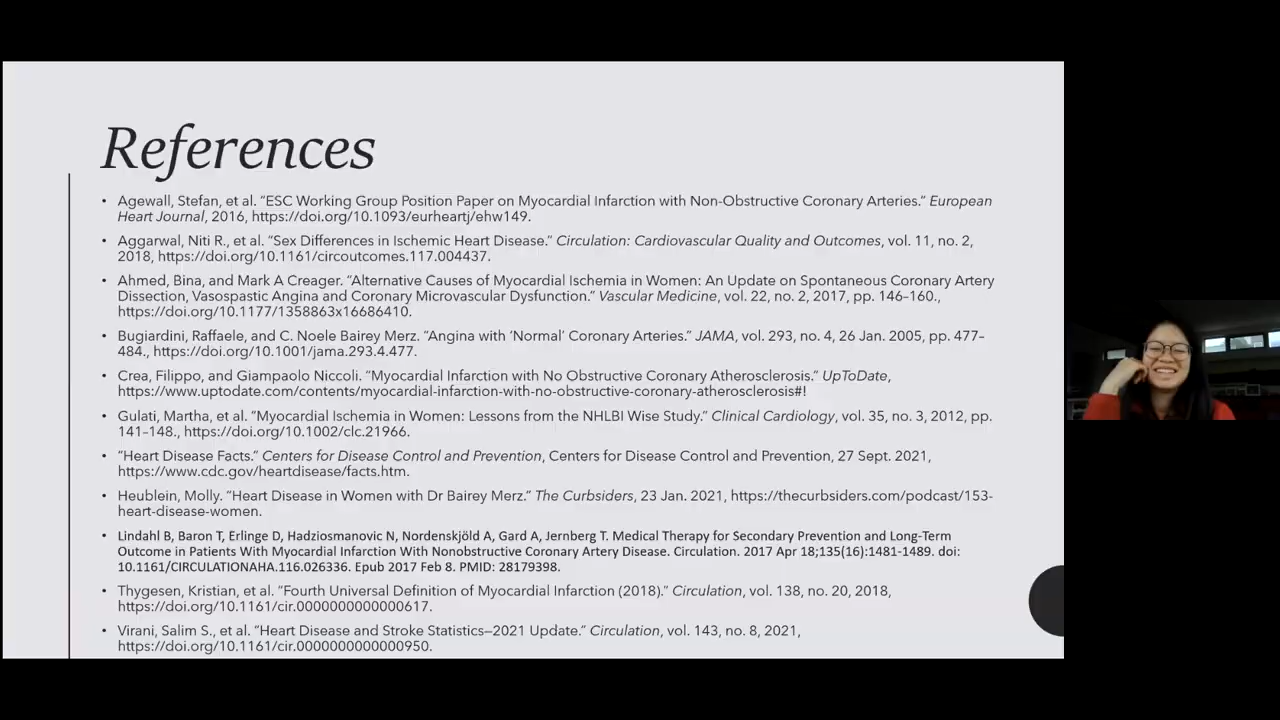 References
• Agewall, Stefan, et al. “ESC Working Group Position Paper on Myocardial Infarction with Non-Obstructive Coronary Arteries.” European
Heart Journal, 2016, https://doi.org/10.1093/eurheartj/ehw149.
• Aggarwal, Niti R., et al. “Sex Differences in Ischemic Heart Disease.” Circulation: Cardiovascular Quality and Outcomes, vol. 11, no. 2,
2018, https://doi.org/10.1161/circoutcomes.117.004437.
• Ahmed, Bina, and Mark A Creager. “Alternative Causes of Myocardial Ischemia in Women: An Update on Spontaneous Coronary Artery
Dissection, Vasospastic Angina and Coronary Microvascular Dysfunction.” Vascular Medicine, vol. 22, no. 2, 2017, pp. 146–160.,
https://doi.org/10.1177/1358863x16686410.
• Bugiardini, Raffaele, and C. Noele Bairey Merz. “Angina with ‘Normal’ Coronary Arteries.” JAMA, vol. 293, no. 4, 26 Jan. 2005, pp. 477–
484., https://doi.org/10.1001/jama.293.4.477.
• Crea, Filippo, and Giampaolo Niccoli. “Myocardial Infarction with No Obstructive Coronary Atherosclerosis.” UpToDate,
https://www.uptodate.com/contents/myocardial-infarction-with-no-obstructive-coronary-atherosclerosis#!
• Gulati, Martha, et al. “Myocardial Ischemia in Women: Lessons from the NHLBI Wise Study.” Clinical Cardiology, vol. 35, no. 3, 2012, pp.
141–148., https://doi.org/10.1002/clc.21966.
• “Heart Disease Facts.” Centers for Disease Control and Prevention, Centers for Disease Control and Prevention, 27 Sept. 2021,
https://www.cdc.gov/heartdisease/facts.htm.
• Heublein, Molly. “Heart Disease in Women with Dr Bairey Merz.” The Curbsiders, 23 Jan. 2021, https://thecurbsiders.com/podcast/153-
heart-disease-women.
• Lindahl B, Baron T, Erlinge D, Hadziosmanovic N, Nordenskjöld A, Gard A, Jernberg T. Medical Therapy for Secondary Prevention and Long-Term
Outcome in Patients With Myocardial Infarction With Nonobstructive Coronary Artery Disease. Circulation. 2017 Apr 18;135(16):1481-1489. doi:
10.1161/CIRCULATIONAHA.116.026336. Epub 2017 Feb 8. PMID: 28179398.
• Thygesen, Kristian, et al. “Fourth Universal Definition of Myocardial Infarction (2018).” Circulation, vol. 138, no. 20, 2018,
https://doi.org/10.1161/cir.0000000000000617.
• Virani, Salim S., et al. “Heart Disease and Stroke Statistics—2021 Update.” Circulation, vol. 143, no. 8, 2021,
https://doi.org/10.1161/cir.0000000000000950.